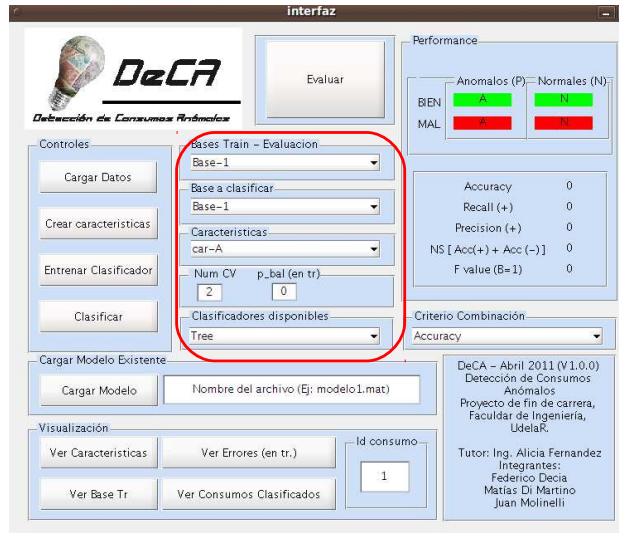 interfaz
DeCA
Detección de Consumos Anómalos
Evaluar
Performance
Anomalos (P)
Normales (N)
BIEN
A
N
MAL
A
N
Controles
Cargar Datos
Crear caracteristicas
Entrenar Clasificador
Clasificar
Bases Train - Evaluacion
Base-1
Base a clasificar
Base-1
Caracteristicas
car-A
Num CV
p_bal (en tr)
2
0
Clasificadores disponibles
Tree
Accuracy 0
Recall (+) 0
Precision (+) 0
NS [ Acc(+) + Acc (-) ] 0
F value (B=1) 0
Criterio Combinación
Accuracy
Cargar Modelo Existente
Cargar Modelo
Nombre del archivo (Ej: modelo1.mat)
Visualización
Ver Caracteristicas
Ver Errores (en tr.)
Ver Base Tr
Ver Consumos Clasificados
Id consumo
1
DeCA - Abril 2011 (V1.0.0)
Detección de Consumos
Anómalos
Proyecto de fin de carrera,
Faculdar de Ingeniería,
UdelaR.
Tutor: Ing. Alicia Fernandez
Integrantes:
Federico Decia
Matías Di Martino
Juan Molinelli